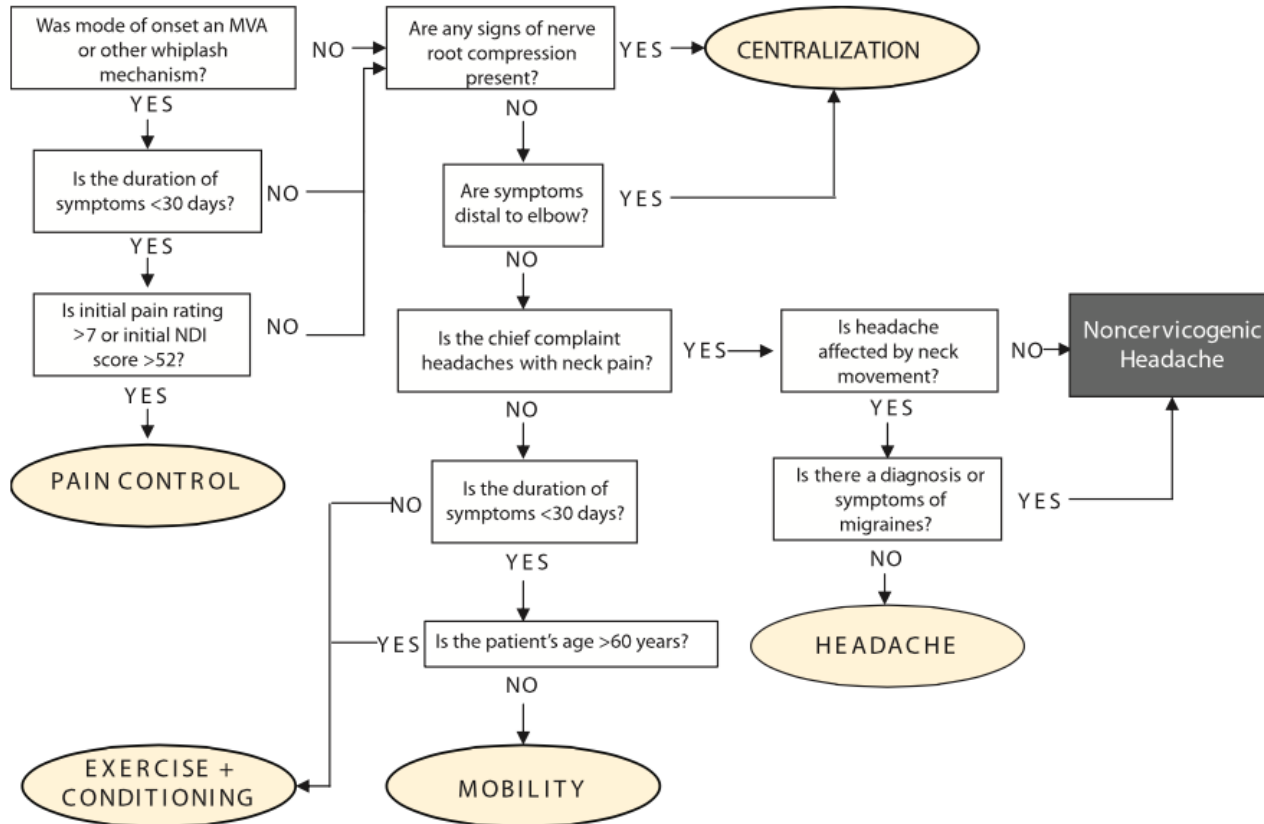 Was mode of onset an MVA
or other whiplash
mechanism?
NO
Are any signs of nerve
root compression
present?
YES
CENTRALIZATION
YES
NO
Is the duration of
symptoms <30 days?
NO
Are symptoms
distal to elbow?
YES
YES
NO
Is initial pain rating
>7 or initial NDI
score >52?
NO
Is the chief complaint
headaches with neck pain?
YES
Is headache
affected by neck
movement?
NO
Noncervicogenic
Headache
YES
NO
YES
PAIN CONTROL
NO
Is the duration of
symptoms <30 days?
Is there a diagnosis or
symptoms of
migraines?
YES
YES
NO
YES
Is the patient's age >60 years?
HEADACHE
NO
EXERCISE +
CONDITIONING
MOBILITY